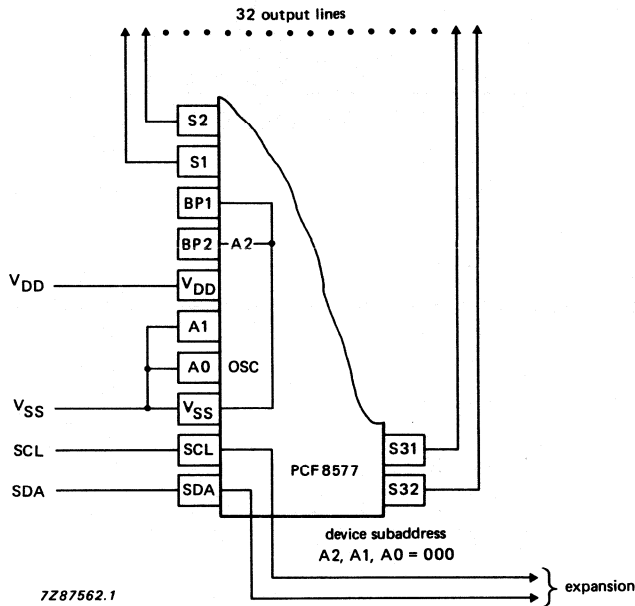 32 output lines
S2
S1
BP1
BP2 A2
VDD VDD
A1
A0 OSC
VSS VSS
SCL SCL S31
PCF8577
SDA SDA S32
device subaddress
A2, A1, A0 = 000
expansion
7Z87562.1